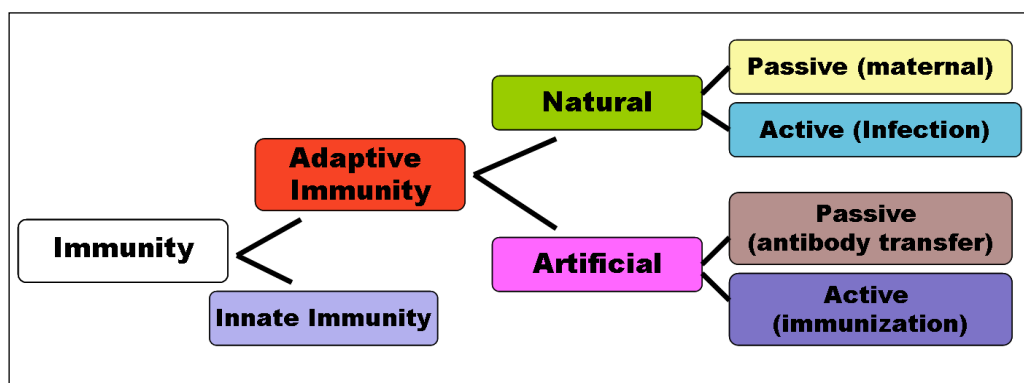 Immunity
Adaptive
Immunity
Innate Immunity
Natural
Artificial
Passive (maternal)
Active (Infection)
Passive
(antibody transfer)
Active
(immunization)